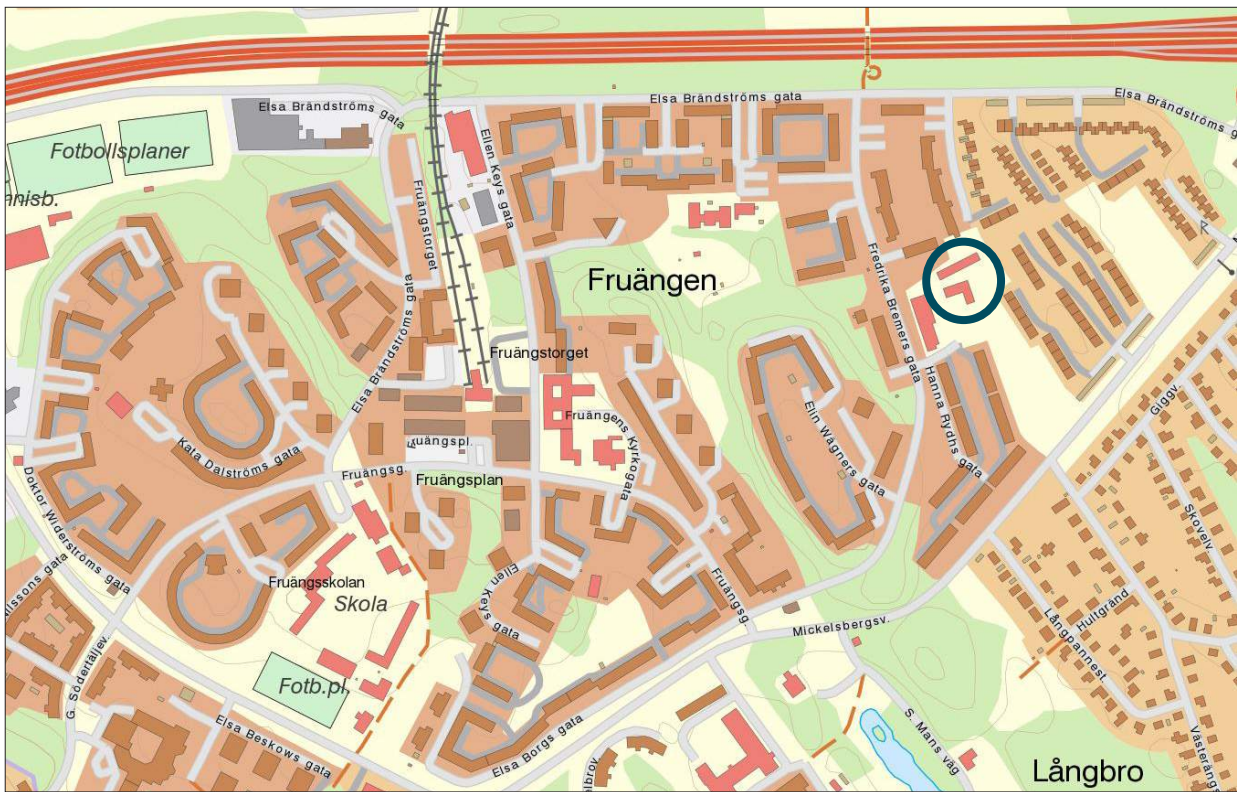 Elsa Brändströms gata
Elsa Brändströms gata
Elsa Brändströms g
Fotbollsplaner
Ellen Keys gata
Fruängstorget
nnisb.
Fruängen
Fredrika Bremers gata
Elsa Brändströms gata
Fruängstorget
Hanna Rydhs gata
Elin Wägners gata
Giggv.
Fruängens Kyrkogata
Fruängspl.
Kata Dalströms gata
Fruängsg.
Fruängsplan
Doktor Widerströms gata
Skovelv.
Ellen Keys gata
Fruängsg.
Fruängsskolan
Skola
Hultgränd
Långpannest.
Mickelsbergsv.
G. Södertäljev.
Fotb.pl.
Elsa Beskows gata
Elsa Borgs gata
S. Mans väg
Västerängs
Långbro